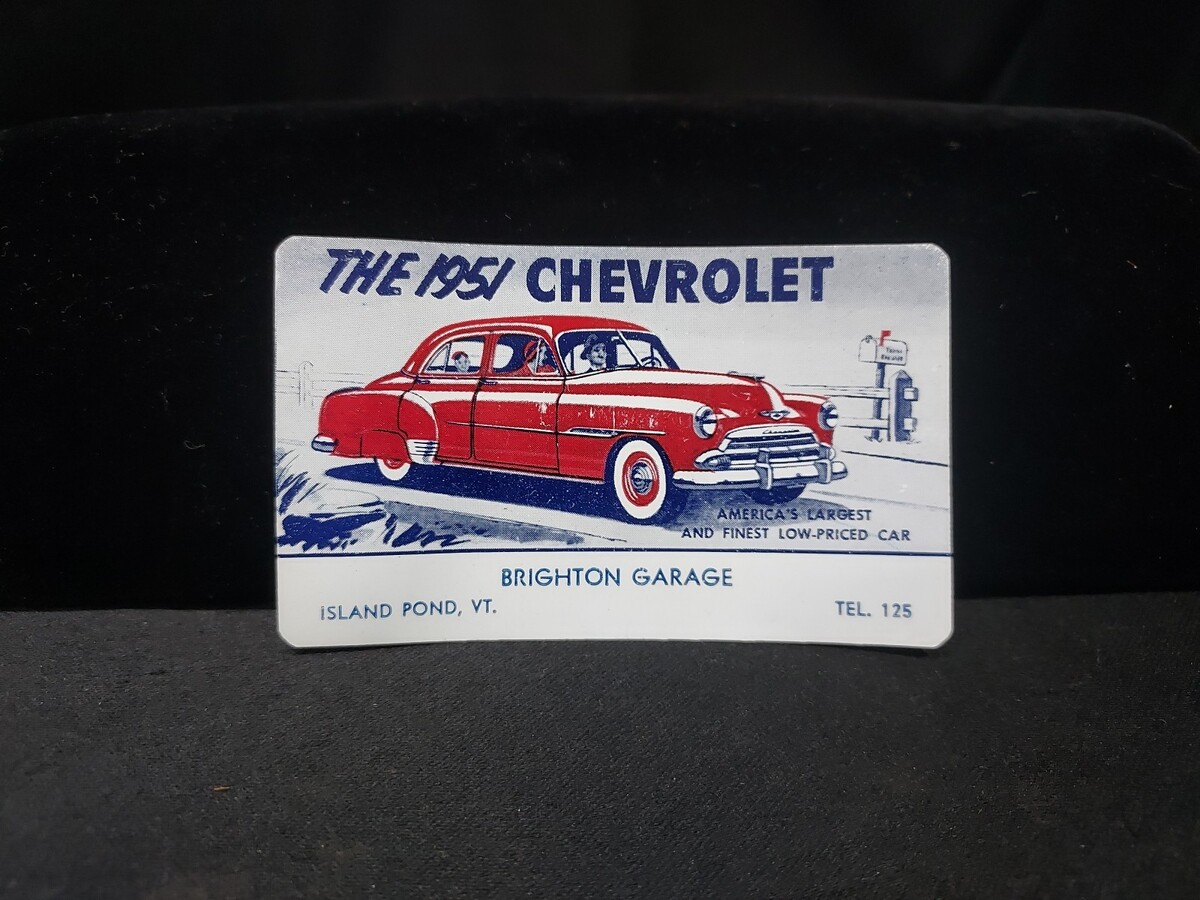 THE 1951 CHEVROLET
AMERICA'S LARGEST
AND FINEST LOW-PRICED CAR
BRIGHTON GARAGE
ISLAND POND, VT.
TEL. 125